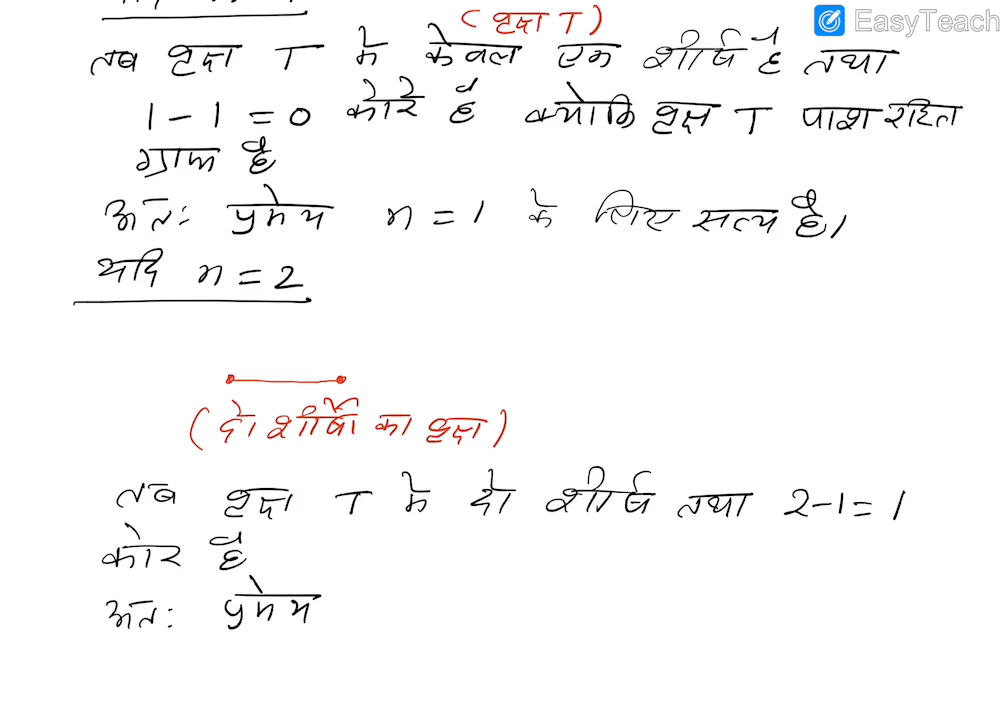 (वृक्ष T)
EasyTeach
तब वृक्ष T मे केवल एक शीर्ष है तथा
1 - 1 = 0 कोरे है क्योकि वृक्ष T पाश रहित
ग्राफ है
अतः प्रमेय n = 1 के लिए सत्य है।
यदि n = 2
(दो शीर्षो का वृक्ष)
तब वृक्ष T मे दो शीर्ष तथा 2-1 = 1
कोर है
अतः प्रमेय